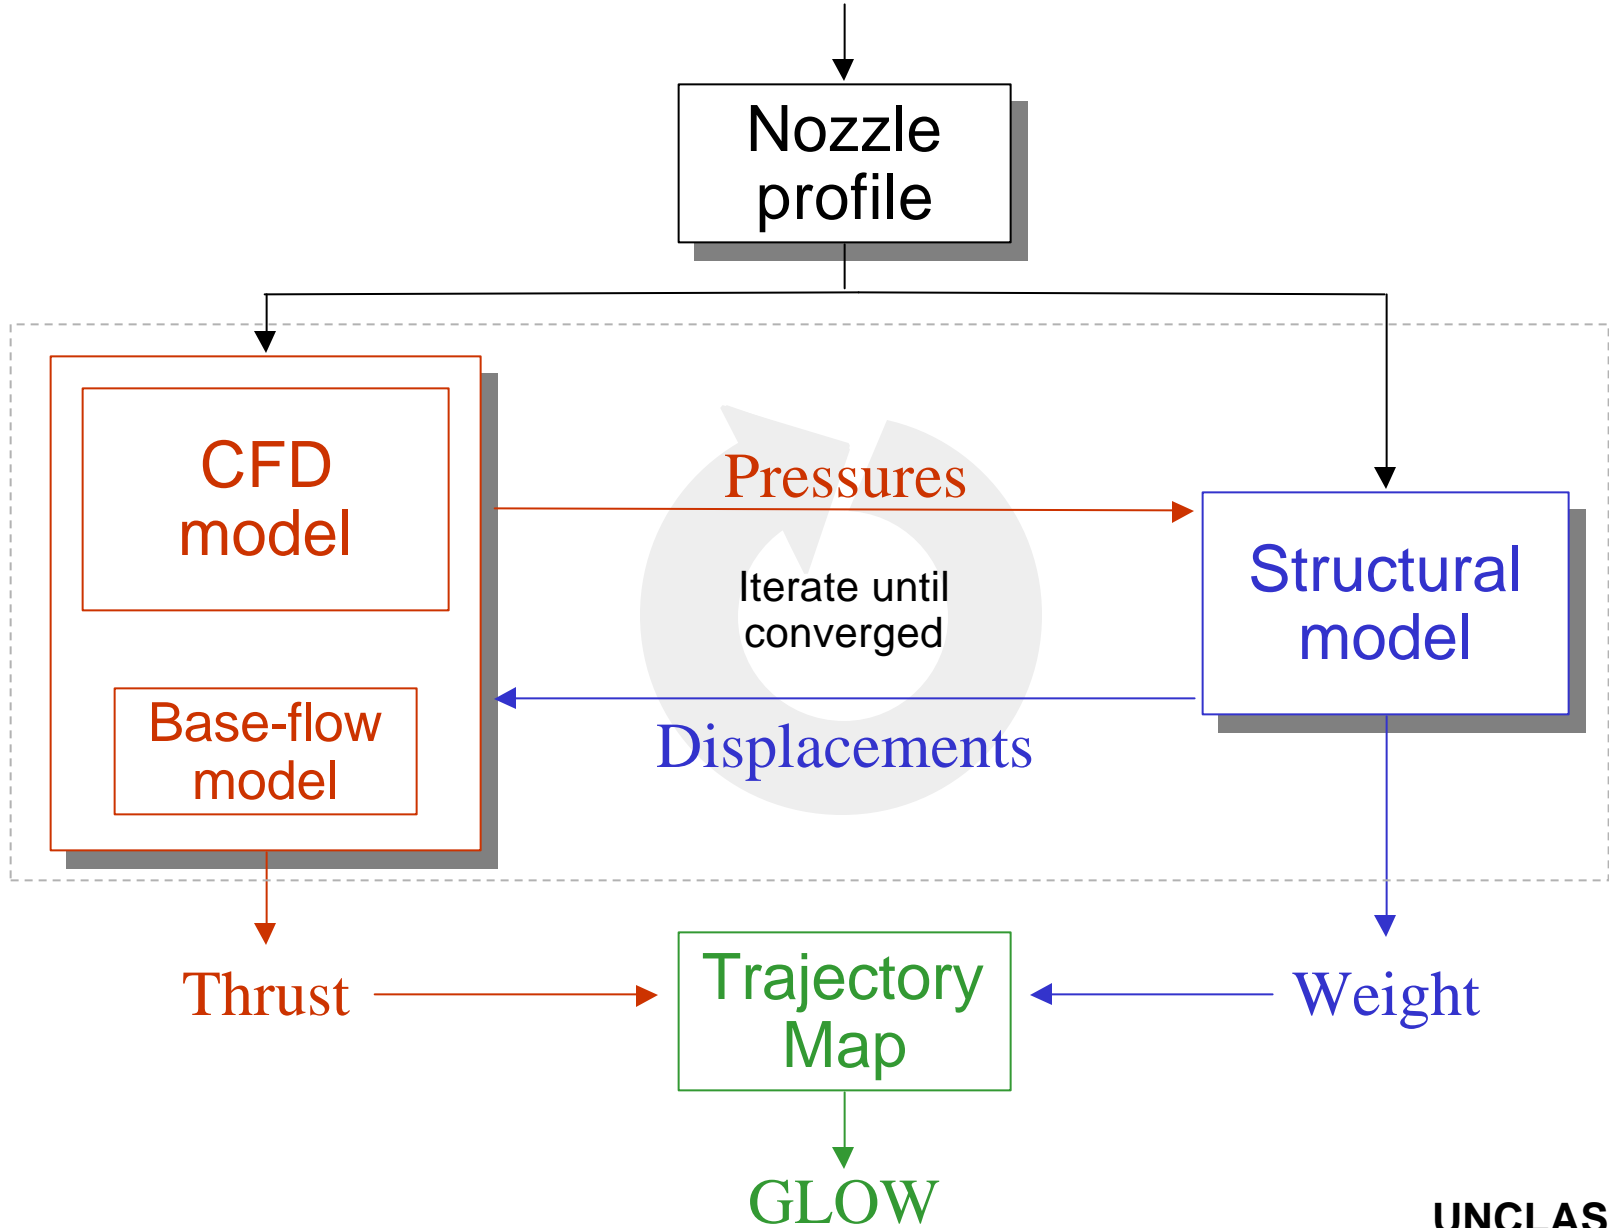 Nozzle
profile
CFD
model
Pressures
Structural
model
Iterate until
converged
Base-flow
model
Displacements
Thrust
Trajectory
Map
Weight
GLOW
UNCLAS